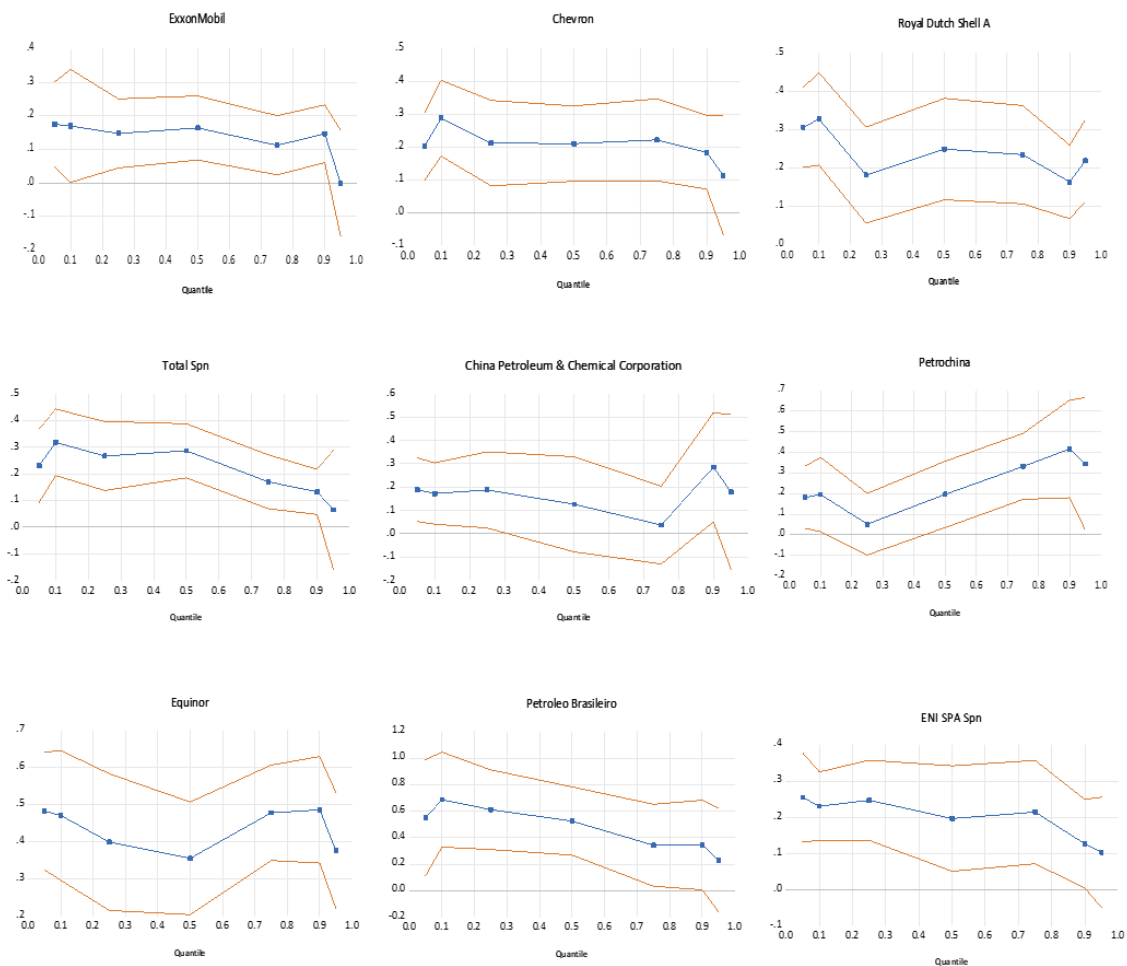 ExxonMobil
.4
.3
.2
.1
.0
-.1
-.2
0.0 0.1 0.2 0.3 0.4 0.5 0.6 0.7 0.8 0.9 1.0
Quantile
Chevron
.5
.4
.3
.2
.1
.0
-.1
0.0 0.1 0.2 0.3 0.4 0.5 0.6 0.7 0.8 0.9 1.0
Quantile
Royal Dutch Shell A
.5
.4
.3
.2
.1
.0
0.0 0.1 0.2 0.3 0.4 0.5 0.6 0.7 0.8 0.9 1.0
Quantile
Total Spn
.5
.4
.3
.2
.1
.0
-.1
-.2
0.0 0.1 0.2 0.3 0.4 0.5 0.6 0.7 0.8 0.9 1.0
Quantile
China Petroleum & Chemical Corporation
.6
.5
.4
.3
.2
.1
.0
-.1
-.2
0.0 0.1 0.2 0.3 0.4 0.5 0.6 0.7 0.8 0.9 1.0
Quantile
Petrochina
.7
.6
.5
.4
.3
.2
.1
.0
-.1
-.2
0.0 0.1 0.2 0.3 0.4 0.5 0.6 0.7 0.8 0.9 1.0
Quantile
Equinor
.7
.6
.5
.4
.3
.2
0.0 0.1 0.2 0.3 0.4 0.5 0.6 0.7 0.8 0.9 1.0
Quantile
Petroleo Brasileiro
1.2
1.0
0.8
0.6
0.4
0.2
0.0
-0.2
0.0 0.1 0.2 0.3 0.4 0.5 0.6 0.7 0.8 0.9 1.0
Quantile
ENI SPA Spn
.4
.3
.2
.1
.0
-.1
0.0 0.1 0.2 0.3 0.4 0.5 0.6 0.7 0.8 0.9 1.0
Quantile